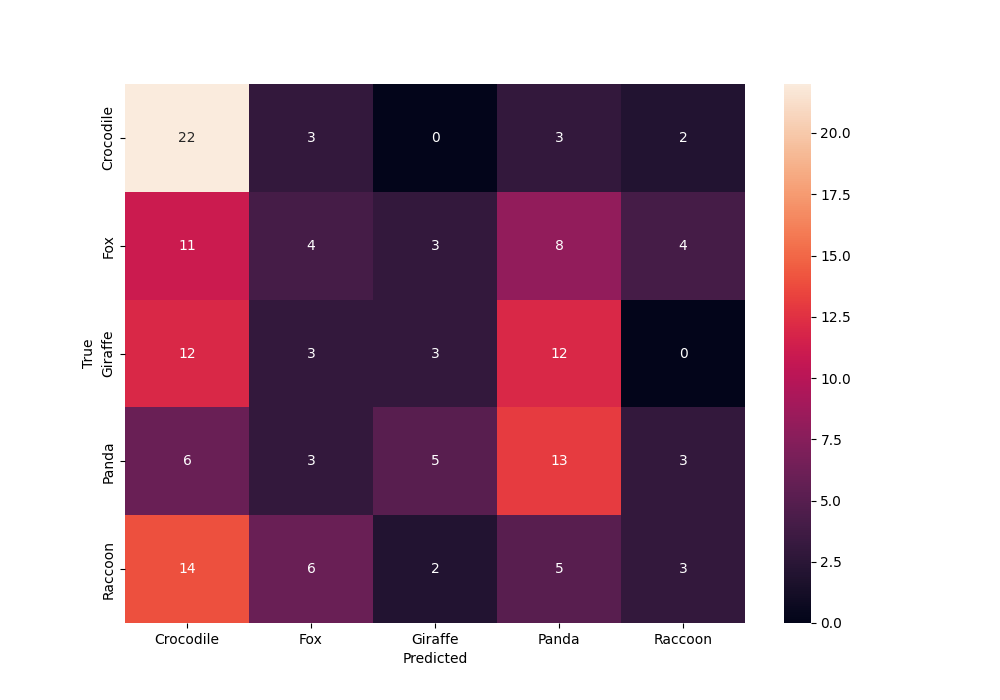 Crocodile 22 3 0 3 2
Fox 11 4 3 8 4
Giraffe 12 3 3 12 0
Panda 6 3 5 13 3
Raccoon 14 6 2 5 3
True
Crocodile Fox Giraffe Panda Raccoon
Predicted
20.0
17.5
15.0
12.5
10.0
7.5
5.0
2.5
0.0